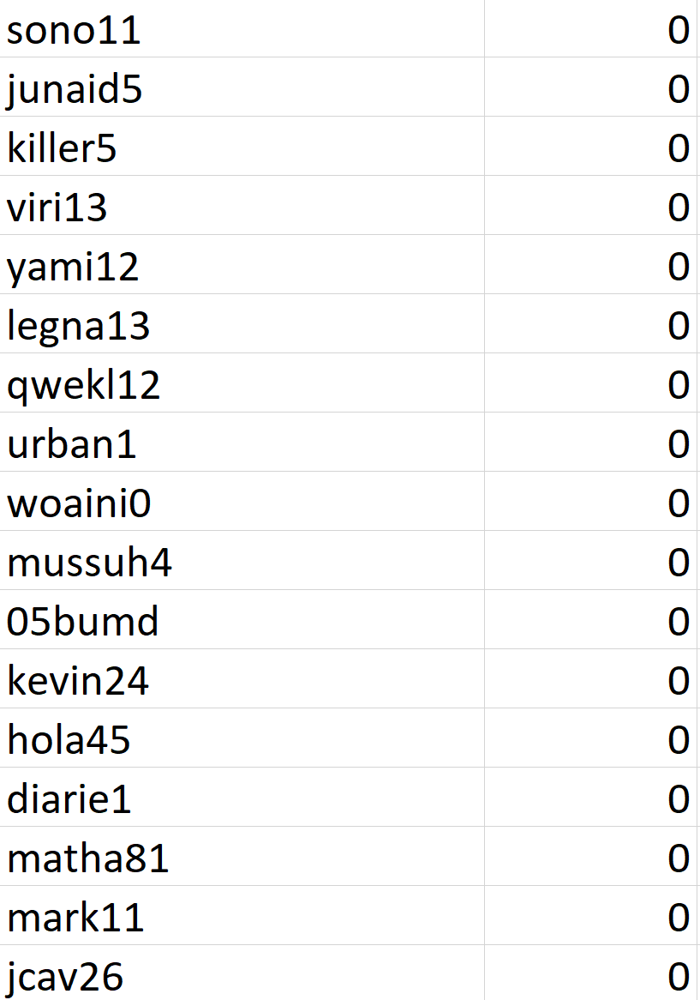 sono11 0
junaid5 0
killer5 0
viri13 0
yami12 0
legna13 0
qwekl12 0
urban1 0
woaini0 0
mussuh4 0
05bumd 0
kevin24 0
hola45 0
diarie1 0
matha81 0
mark11 0
jcav26 0